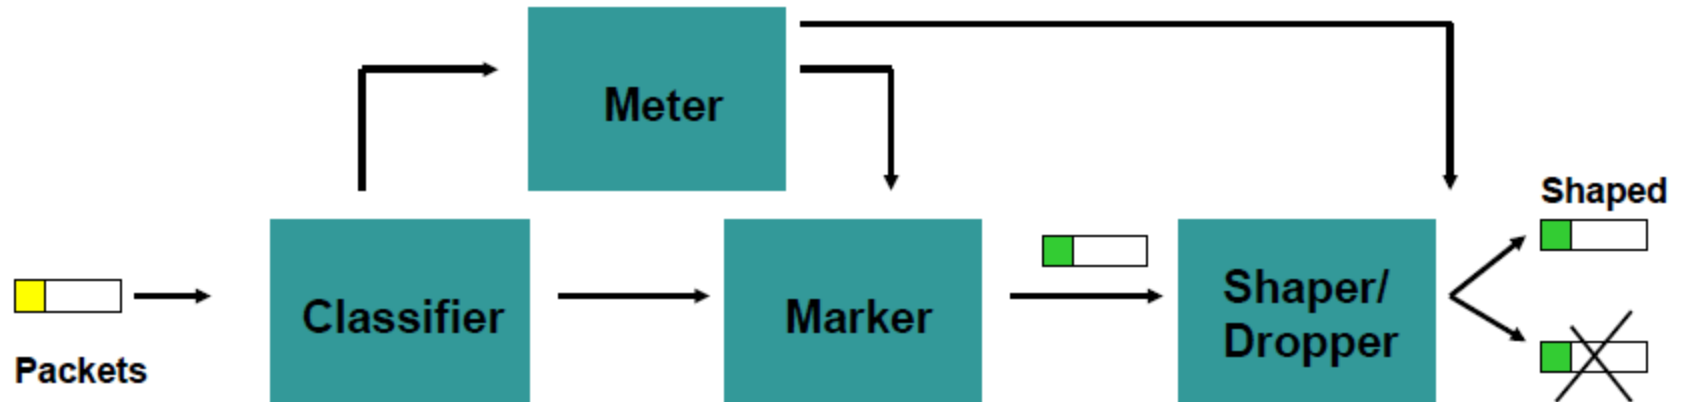 Meter
Shaped
Packets
Classifier
Marker
Shaper/
Dropper